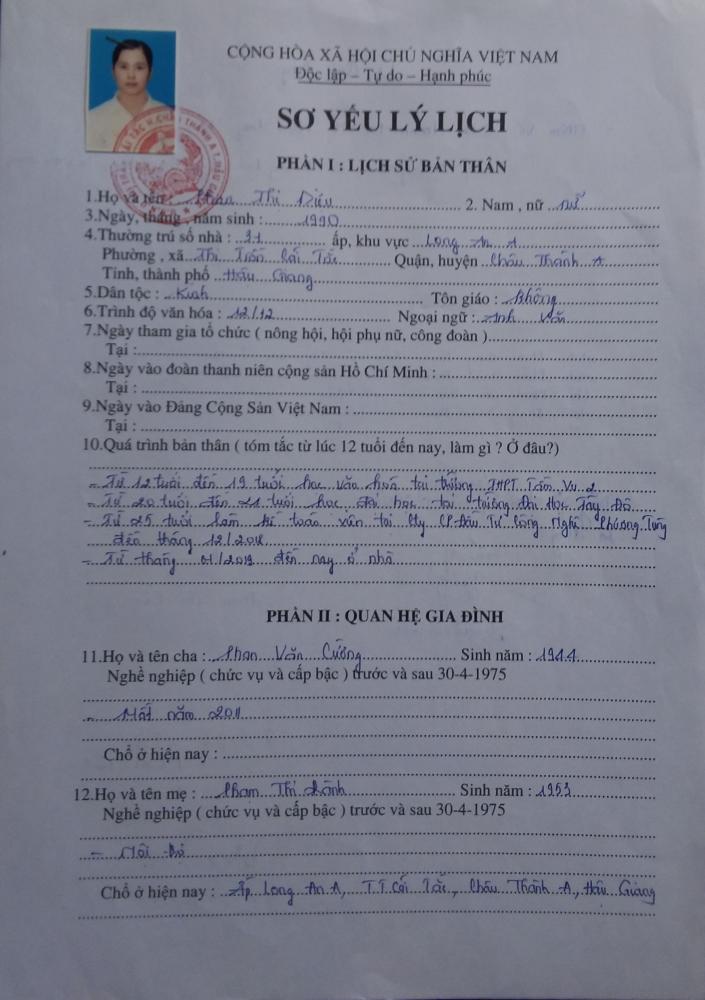 CỘNG HÒA XÃ HỘI CHỦ NGHĨA VIỆT NAM
Độc lập – Tự do – Hạnh phúc
SƠ YẾU LÝ LỊCH
PHẦN I : LỊCH SỬ BẢN THÂN
1.Họ và tên : Phan Thị Diệu 2. Nam , nữ : nữ
3.Ngày, tháng , năm sinh : 1990
4.Thường trú số nhà : 31 ấp, khu vực Long An A
Phường , xã Thị Trấn Cái Tắc Quận, huyện Châu Thành A
Tỉnh, thành phố Hậu Giang
5.Dân tộc : Kinh Tôn giáo : Không
6.Trình độ văn hóa : 12/12 Ngoại ngữ : Anh Văn
7.Ngày tham gia tổ chức ( nông hội, hội phụ nữ, công đoàn )
Tại :
8.Ngày vào đoàn thanh niên cộng sản Hồ Chí Minh :
Tại :
9.Ngày vào Đảng Cộng Sản Việt Nam :
Tại :
10.Quá trình bản thân ( tóm tắc từ lúc 12 tuổi đến nay, làm gì ? Ở đâu?)
- Từ 12 tuổi đến 19 tuổi học văn hoá tại trường THPT Tầm Vu 2
- Từ 20 tuổi đến 21 tuổi học đại học tại trường Đại Học Tây Đô
- Từ 25 tuổi làm kế toán viên tại Cty CP Đầu Tư Công Nghệ Phương Tùng
đến tháng 12/2018
- Từ tháng 01/2019 đến nay ở nhà
PHẦN II : QUAN HỆ GIA ĐÌNH
11.Họ và tên cha : Phan Văn Cường Sinh năm : 1944
Nghề nghiệp ( chức vụ và cấp bậc ) trước và sau 30-4-1975
- Mất năm 2011
Chổ ở hiện nay :
12.Họ và tên mẹ : Phạm Thị Sinh năm : 1953
Nghề nghiệp ( chức vụ và cấp bậc ) trước và sau 30-4-1975
-
Chổ ở hiện nay : Ấp Long An A, T.T Cái Tắc, Châu Thành A, Hậu Giang